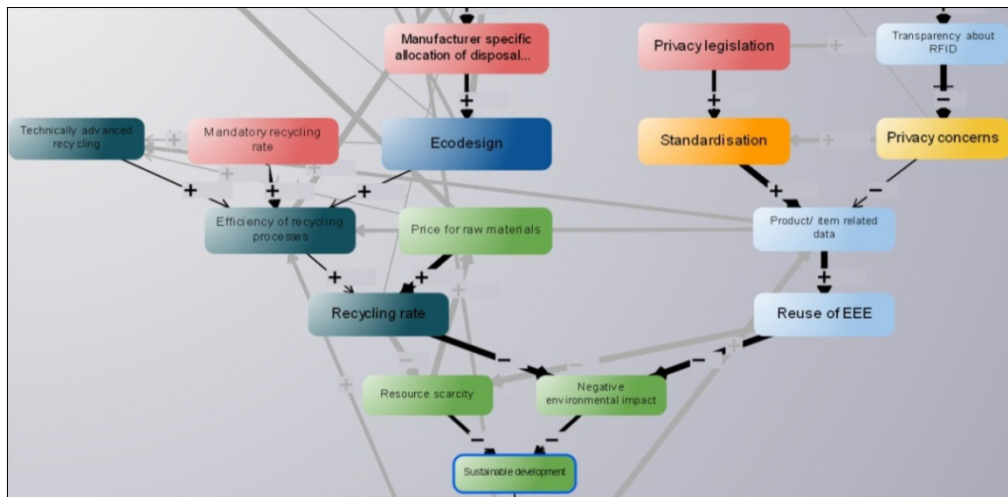 Manufacturer specific
allocation of disposal...
Privacy legislation
+
Transparency about
RFID
+
+
−
Technically advanced
recycling
+
Mandatory recycling
rate
Ecodesign
Standardisation
+
Privacy concerns
+
+
+
+
−
Efficiency of recycling
processes
Price for raw materials
Product/ item related
data
+
+
+
+
Recycling rate
Reuse of EEE
+
−
−
−
−
+
Resource scarcity
Negative
environmental impact
−
−
Sustainable development